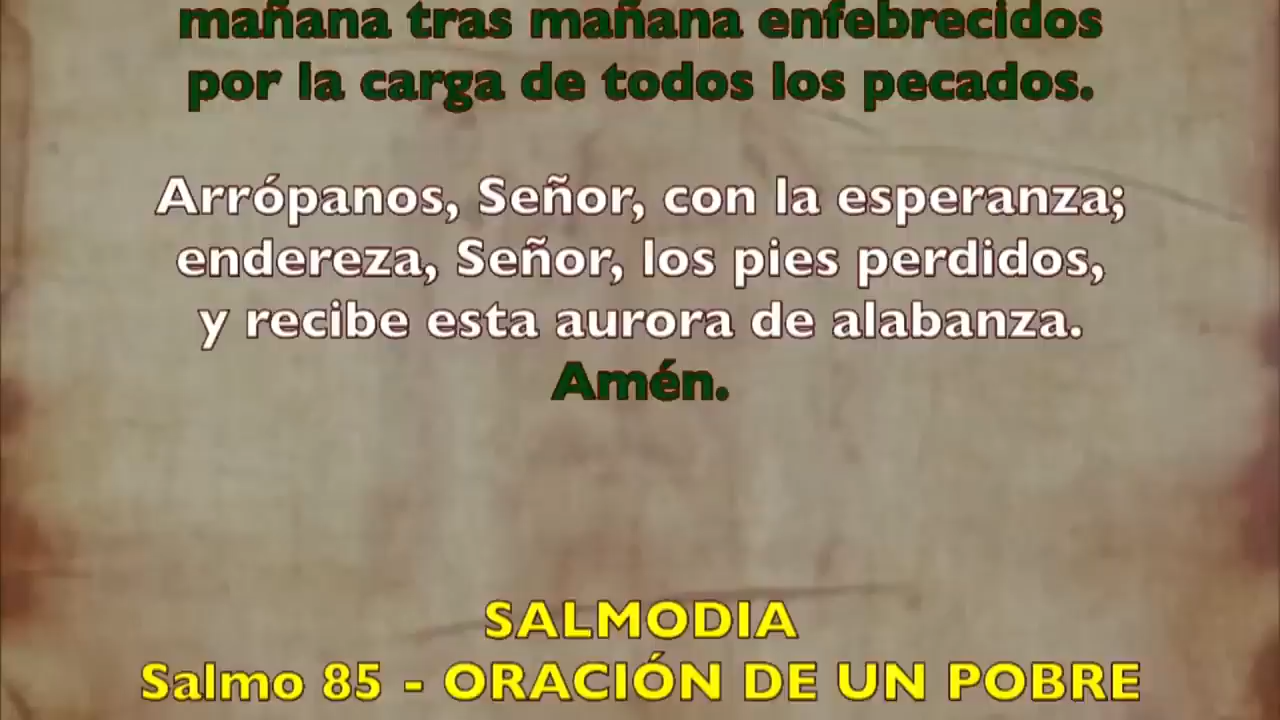 mañana tras mañana enfebrecidos
por la carga de todos los pecados.
Arrópanos, Señor, con la esperanza;
endereza, Señor, los pies perdidos,
y recibe esta aurora de alabanza.
Amén.
SALMODIA
Salmo 85 - ORACIÓN DE UN POBRE